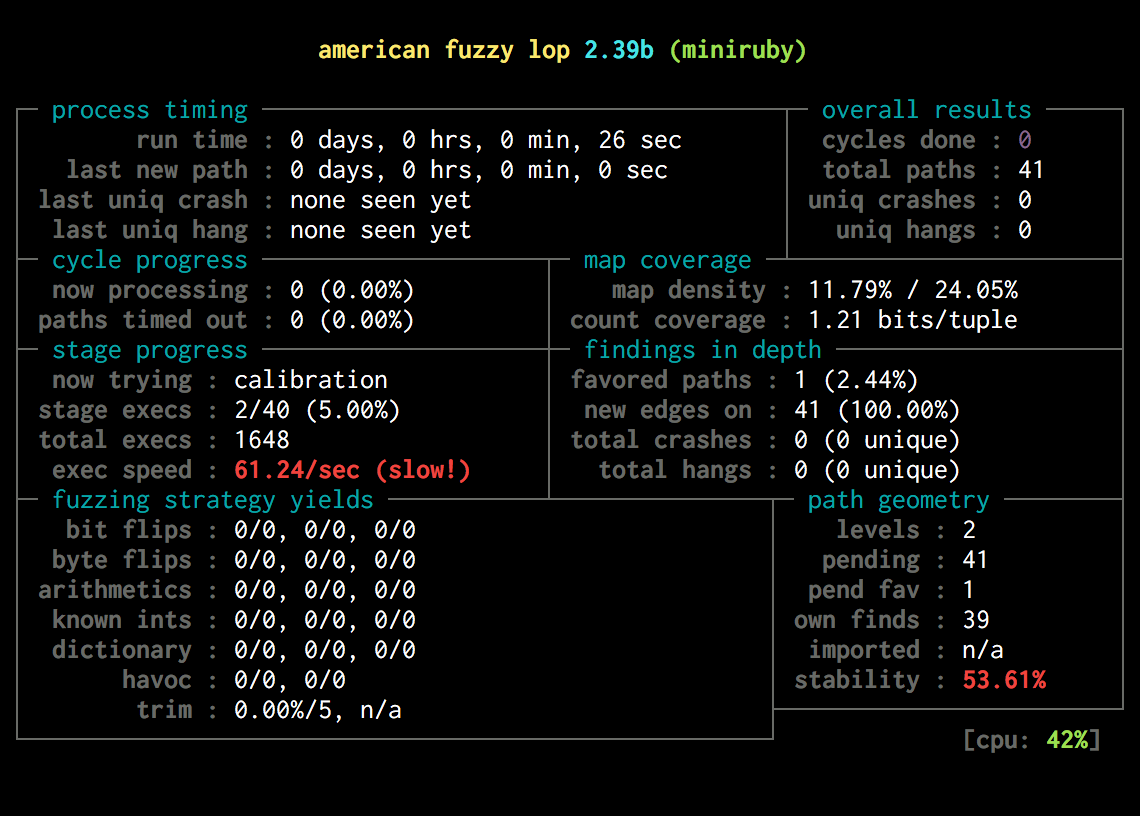 american fuzzy lop 2.39b (miniruby)
process timing
run time : 0 days, 0 hrs, 0 min, 26 sec
last new path : 0 days, 0 hrs, 0 min, 0 sec
last uniq crash : none seen yet
last uniq hang : none seen yet
overall results
cycles done : 0
total paths : 41
uniq crashes : 0
uniq hangs : 0
cycle progress
now processing : 0 (0.00%)
paths timed out : 0 (0.00%)
map coverage
map density : 11.79% / 24.05%
count coverage : 1.21 bits/tuple
stage progress
now trying : calibration
stage execs : 2/40 (5.00%)
total execs : 1648
exec speed : 61.24/sec (slow!)
findings in depth
favored paths : 1 (2.44%)
new edges on : 41 (100.00%)
total crashes : 0 (0 unique)
total hangs : 0 (0 unique)
fuzzing strategy yields
bit flips : 0/0, 0/0, 0/0
byte flips : 0/0, 0/0, 0/0
arithmetics : 0/0, 0/0, 0/0
known ints : 0/0, 0/0, 0/0
dictionary : 0/0, 0/0, 0/0
havoc : 0/0, 0/0
trim : 0.00%/5, n/a
path geometry
levels : 2
pending : 41
pend fav : 1
own finds : 39
imported : n/a
stability : 53.61%
[cpu: 42%]